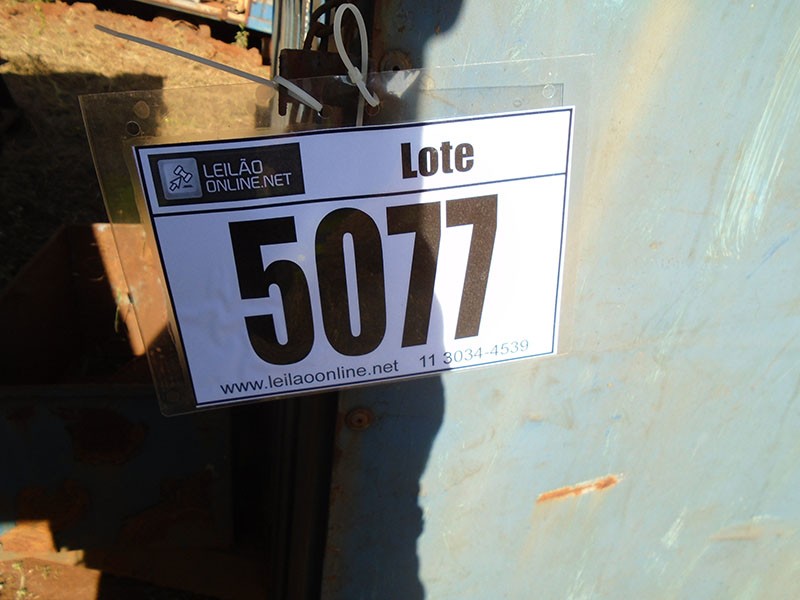 LEILÃO
ONLINE.NET
Lote
5077
www.leilaoonline.net 11 3034-4539